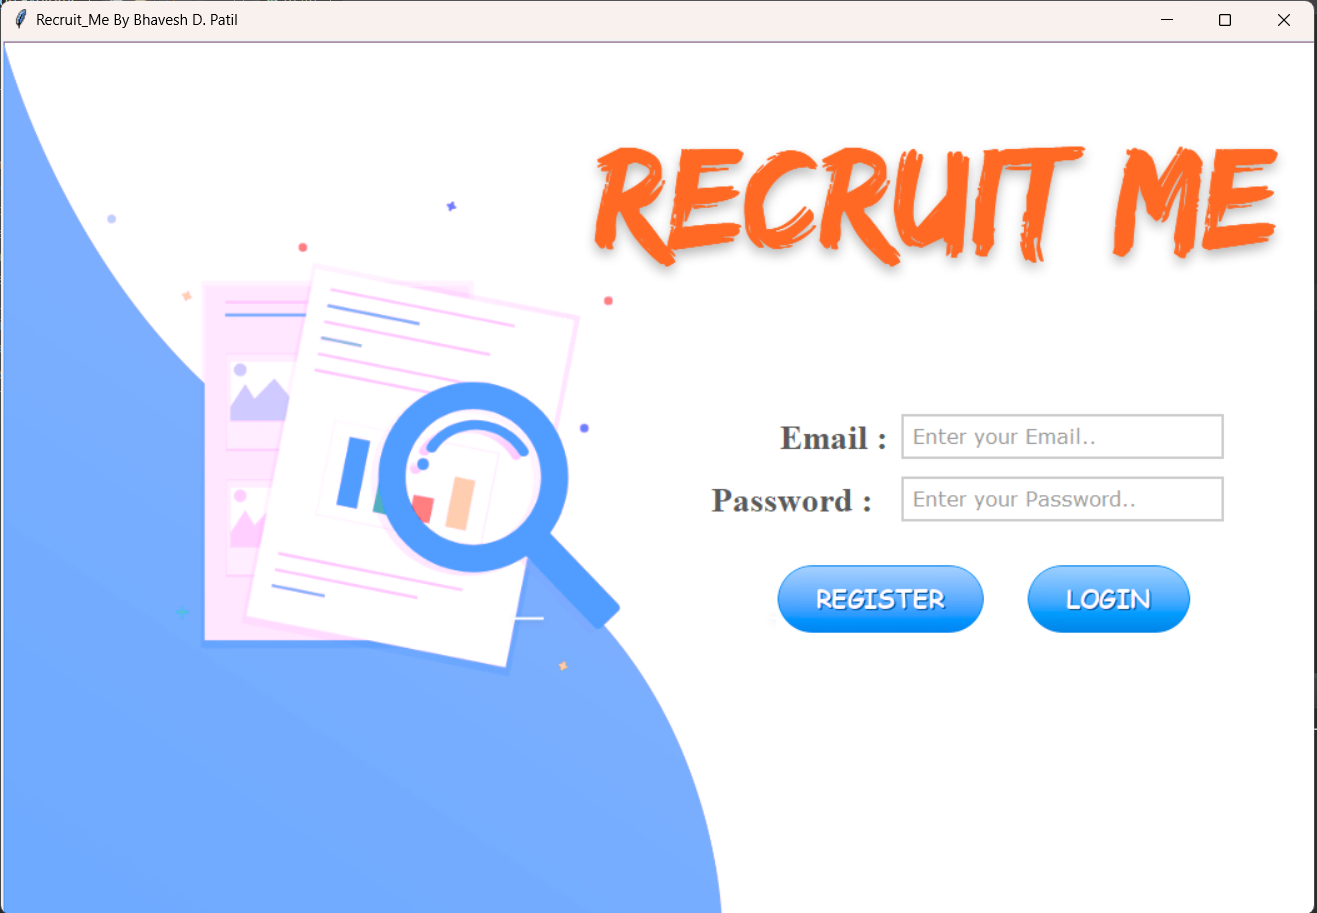 Recruit_Me By Bhavesh D. Patil
RECRUIT ME
Email : Enter your Email..
Password : Enter your Password..
REGISTER LOGIN